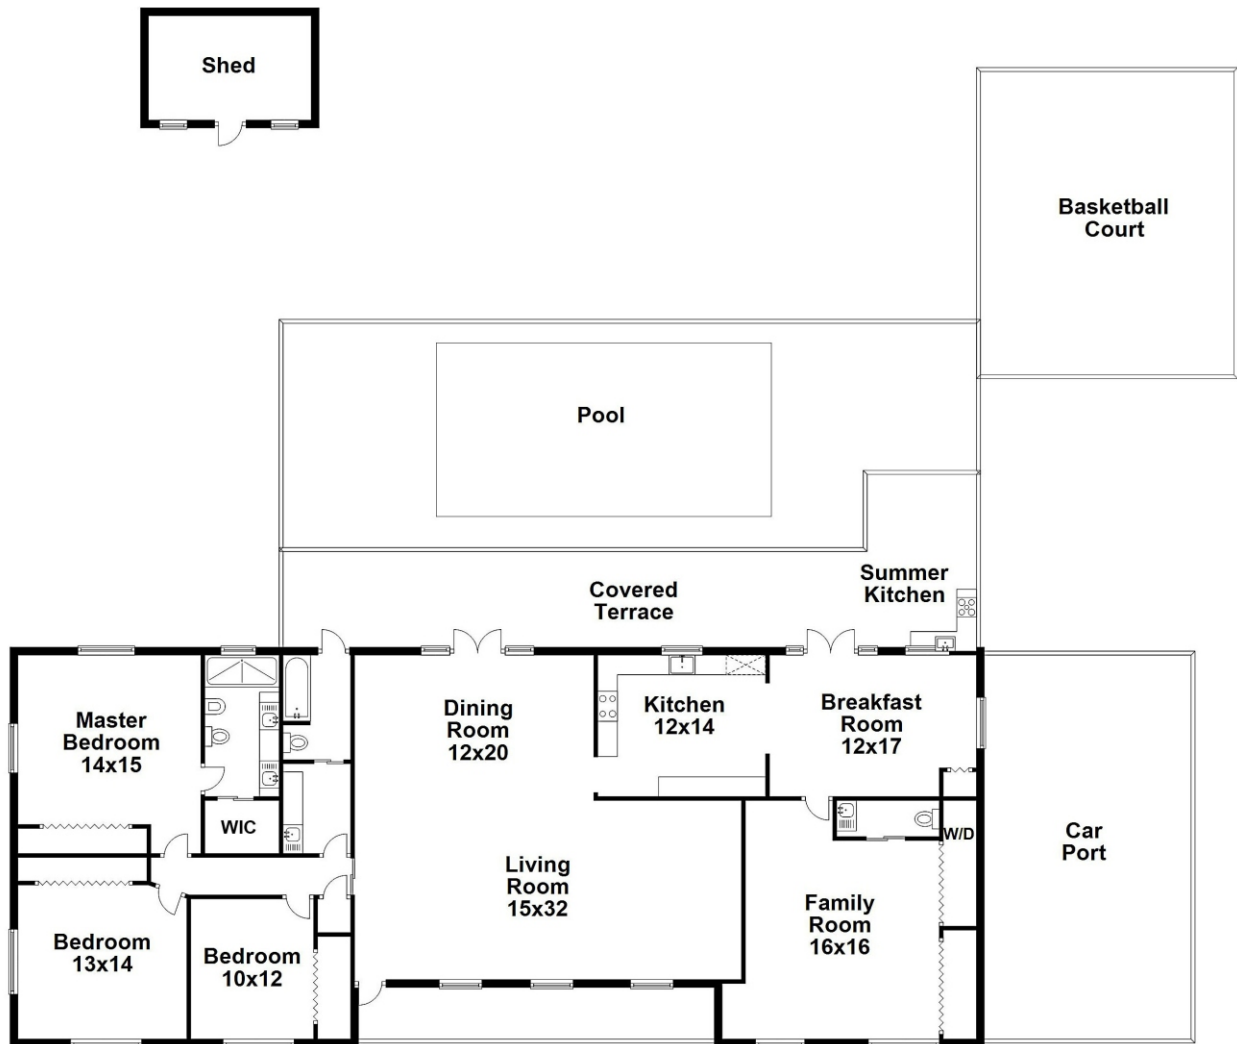 Shed
Basketball
Court
Pool
Summer
Kitchen
Covered
Terrace
Master
Bedroom
14x15
Dining
Room
12x20
Kitchen
12x14
Breakfast
Room
12x17
WIC
W/D
Car
Port
Living
Room
15x32
Family
Room
16x16
Bedroom
13x14
Bedroom
10x12